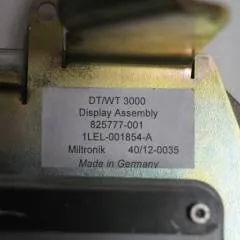 DT/WT 3000
Display Assembly
825777-001
1LEL-001854-A
Miltronik 40/12-0035
Made in Germany